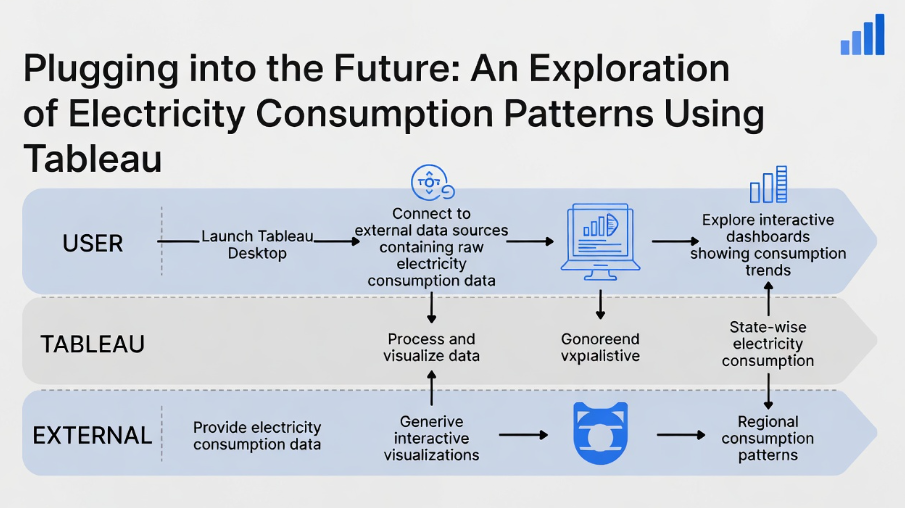 Plugging into the Future: An Exploration
of Electricity Consumption Patterns Using
Tableau
USER
Launch Tableau
Desktop
Connect to
external data sources
containing raw
electricity
consumption data
Explore interactive
dashboards
showing consumption
trends
TABLEAU
Process and
visualize data
Gonoreend
vxpıalistive
State-wise
electricity
consumption
EXTERNAL
Provide electricity
consumption data
Generive
interactive
visualizations
Regional
consumption
patterns